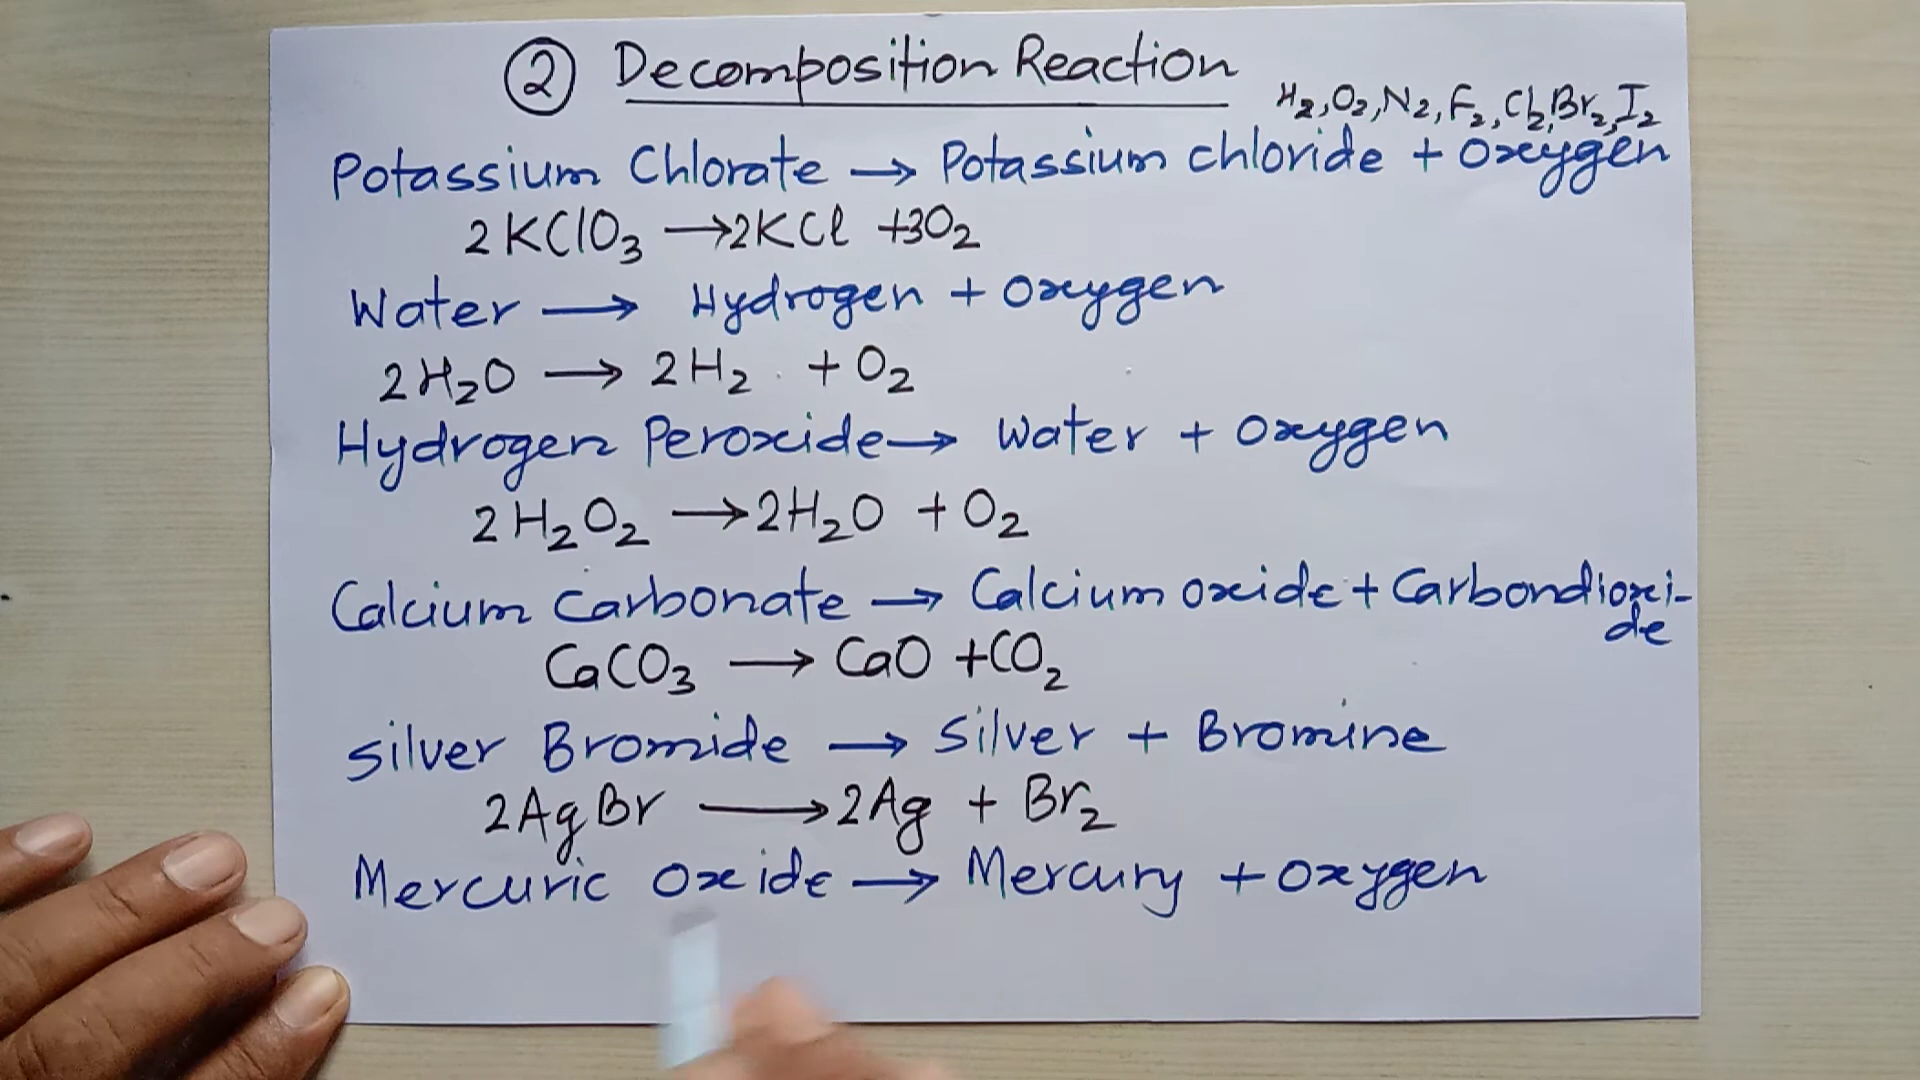 ② Decomposition Reaction
H₂, O₂, N₂, F₂, Cl₂, Br₂, I₂
Potassium Chlorate → Potassium chloride + Oxygen
2KClO₃ → 2KCl + 3O₂
Water → Hydrogen + Oxygen
2H₂O → 2H₂ + O₂
Hydrogen Peroxide → Water + Oxygen
2H₂O₂ → 2H₂O + O₂
Calcium Carbonate → Calcium oxide + Carbondioxi-
de
CaCO₃ → CaO + CO₂
Silver Bromide → Silver + Bromine
2AgBr → 2Ag + Br₂
Mercuric Oxide → Mercury + Oxygen